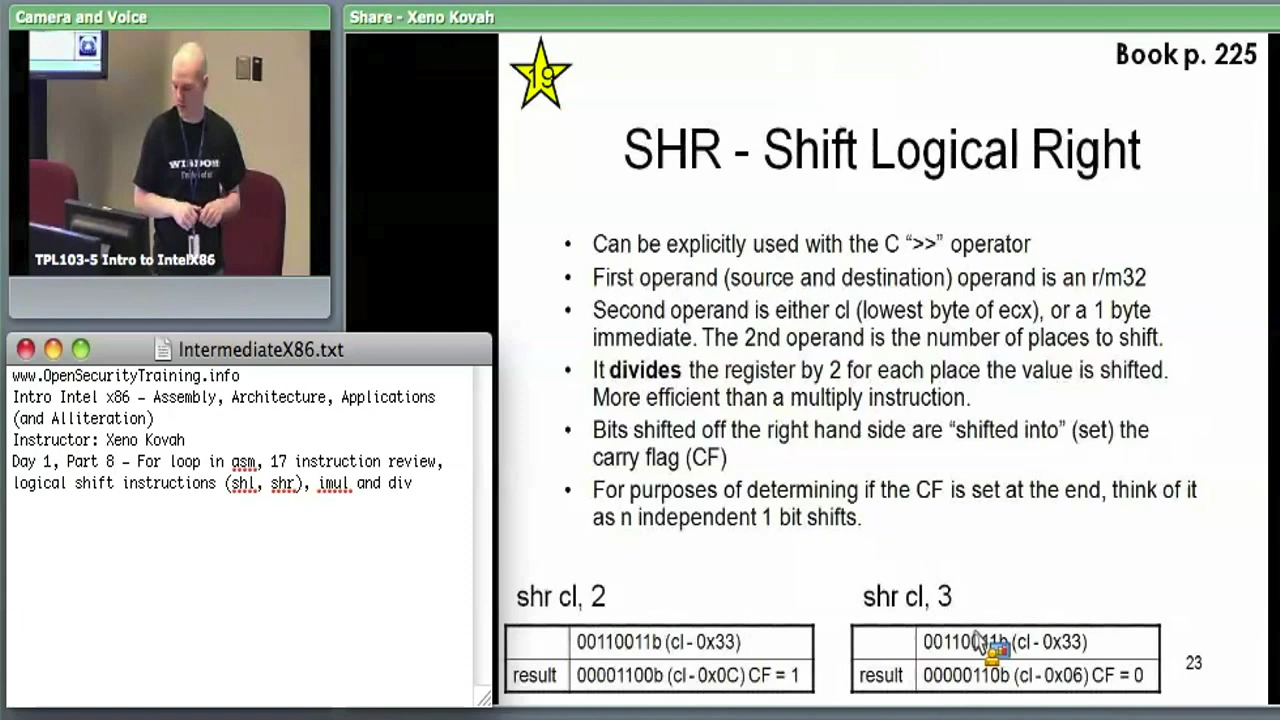 Camera and Voice
TPL103-5 Intro to IntelX86
IntermediateX86.txt
www.OpenSecurityTraining.info
Intro Intel x86 – Assembly, Architecture, Applications
(and Alliteration)
Instructor: Xeno Kovah
Day 1, Part 8 – For loop in asm, 17 instruction review,
logical shift instructions (shl, shr), imul and div
Share - Xeno Kovah
19
Book p. 225
SHR - Shift Logical Right
• Can be explicitly used with the C “>>” operator
• First operand (source and destination) operand is an r/m32
• Second operand is either cl (lowest byte of ecx), or a 1 byte
immediate. The 2nd operand is the number of places to shift.
• It divides the register by 2 for each place the value is shifted.
More efficient than a multiply instruction.
• Bits shifted off the right hand side are “shifted into” (set) the
carry flag (CF)
• For purposes of determining if the CF is set at the end, think of it
as n independent 1 bit shifts.
shr cl, 2
00110011b (cl - 0x33)
result 00001100b (cl - 0x0C) CF = 1
shr cl, 3
00110011b (cl - 0x33)
result 00000110b (cl - 0x06) CF = 0
23